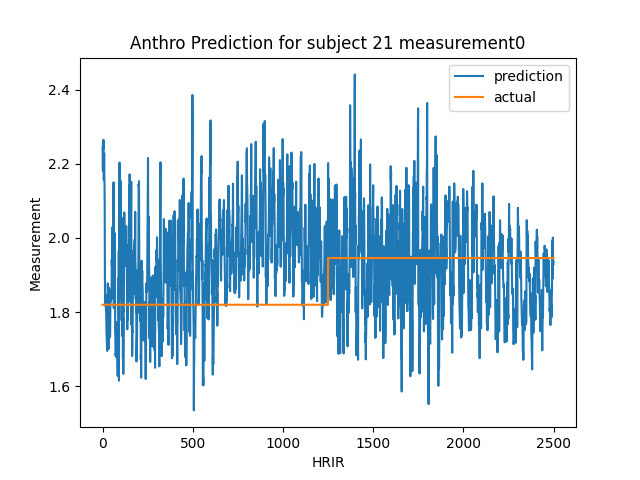 Anthro Prediction for subject 21 measurement0
prediction
actual
Measurement
2.4
2.2
2.0
1.8
1.6
0
500
1000
1500
2000
2500
HRIR